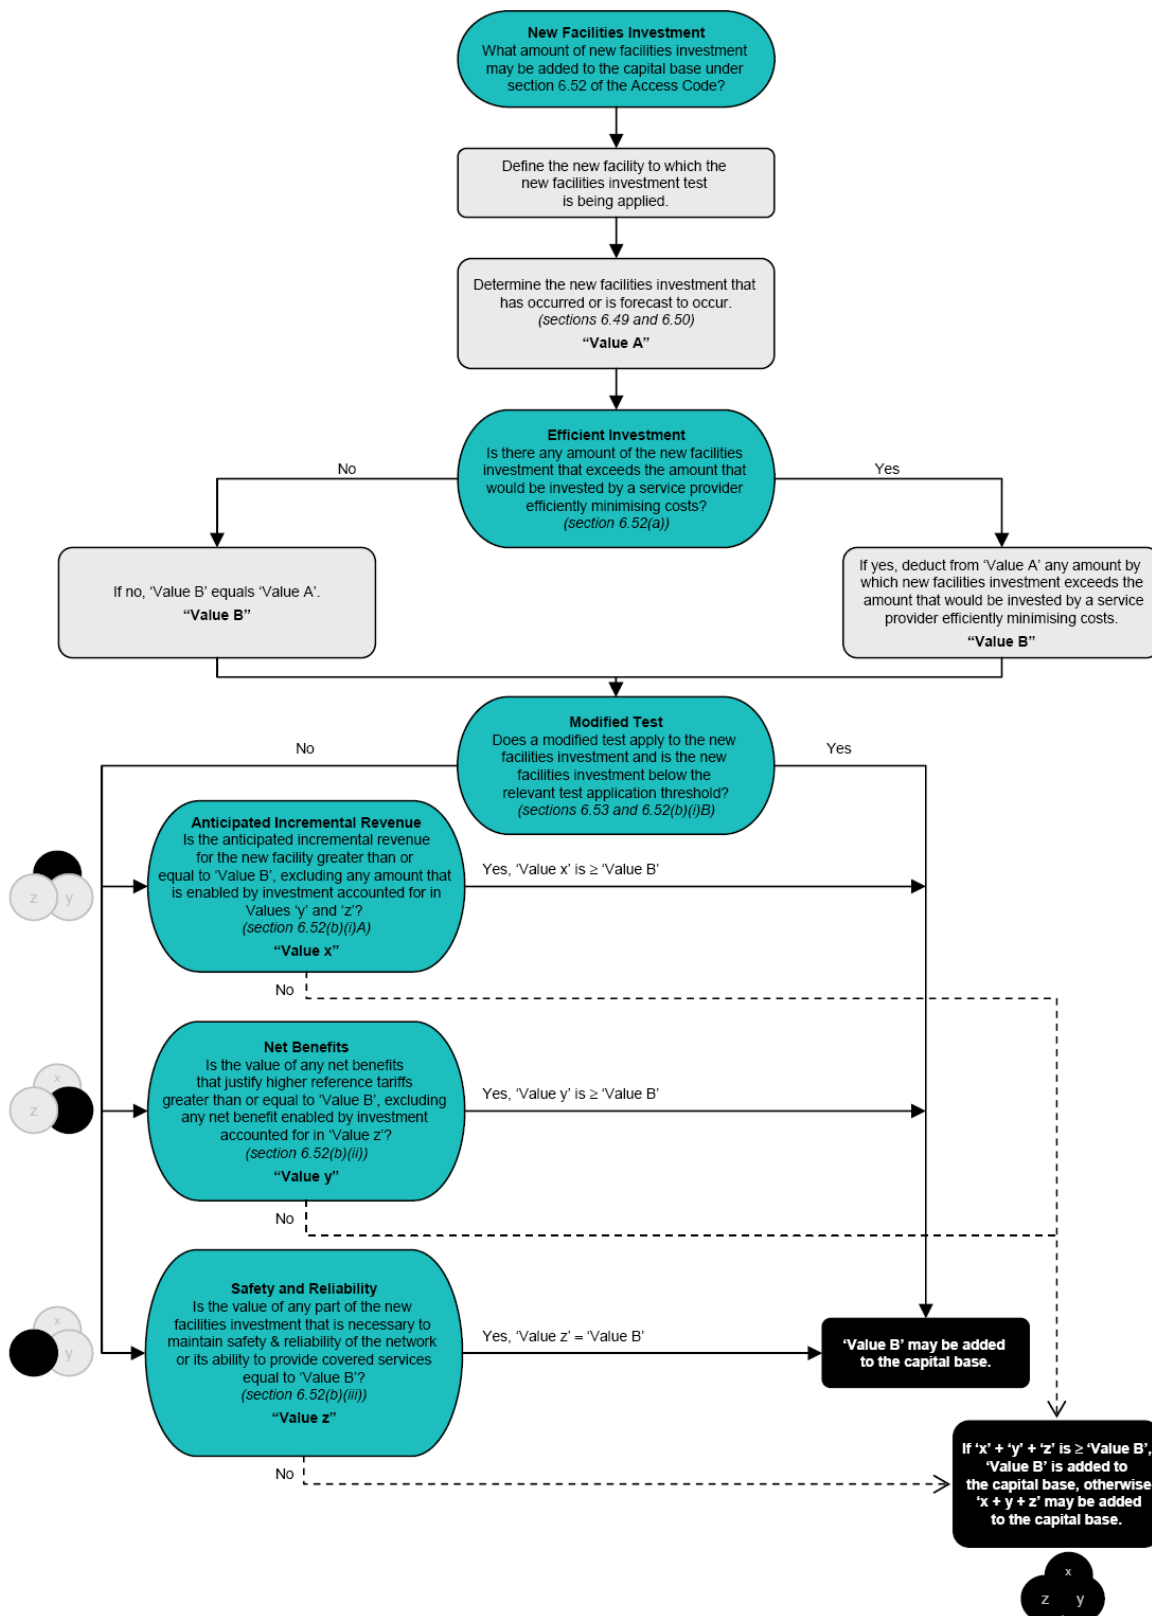 New Facilities Investment
What amount of new facilities investment
may be added to the capital base under
section 6.52 of the Access Code?
Define the new facility to which the
new facilities investment test
is being applied.
Determine the new facilities investment that
has occurred or is forecast to occur.
(sections 6.49 and 6.50)
“Value A”
Efficient Investment
Is there any amount of the new facilities
investment that exceeds the amount that
would be invested by a service provider
efficiently minimising costs?
(section 6.52(a))
No
Yes
If no, ‘Value B’ equals ‘Value A’.
“Value B”
If yes, deduct from ‘Value A’ any amount by
which new facilities investment exceeds the
amount that would be invested by a service
provider efficiently minimising costs.
“Value B”
Modified Test
Does a modified test apply to the new
facilities investment and is the new
facilities investment below the
relevant test application threshold?
(sections 6.53 and 6.52(b)(i)B)
No
Yes
Anticipated Incremental Revenue
Is the anticipated incremental revenue
for the new facility greater than or
equal to ‘Value B’, excluding any amount that
is enabled by investment accounted for in
Values ‘y’ and ‘z’?
(section 6.52(b)(i)A)
“Value x”
z
y
Yes, ‘Value x’ is ≥ ‘Value B’
No
Net Benefits
Is the value of any net benefits
that justify higher reference tariffs
greater than or equal to ‘Value B’, excluding
any net benefit enabled by investment
accounted for in ‘Value z’?
(section 6.52(b)(ii))
“Value y”
x
z
Yes, ‘Value y’ is ≥ ‘Value B’
No
Safety and Reliability
Is the value of any part of the new
facilities investment that is necessary to
maintain safety & reliability of the network
or its ability to provide covered services
equal to ‘Value B’?
(section 6.52(b)(iii))
“Value z”
x
y
Yes, ‘Value z’ = ‘Value B’
No
‘Value B’ may be added
to the capital base.
If ‘x’ + ‘y’ + ‘z’ is ≥ ‘Value B’,
‘Value B’ is added to
the capital base, otherwise
‘x + y + z’ may be added
to the capital base.
x
z
y